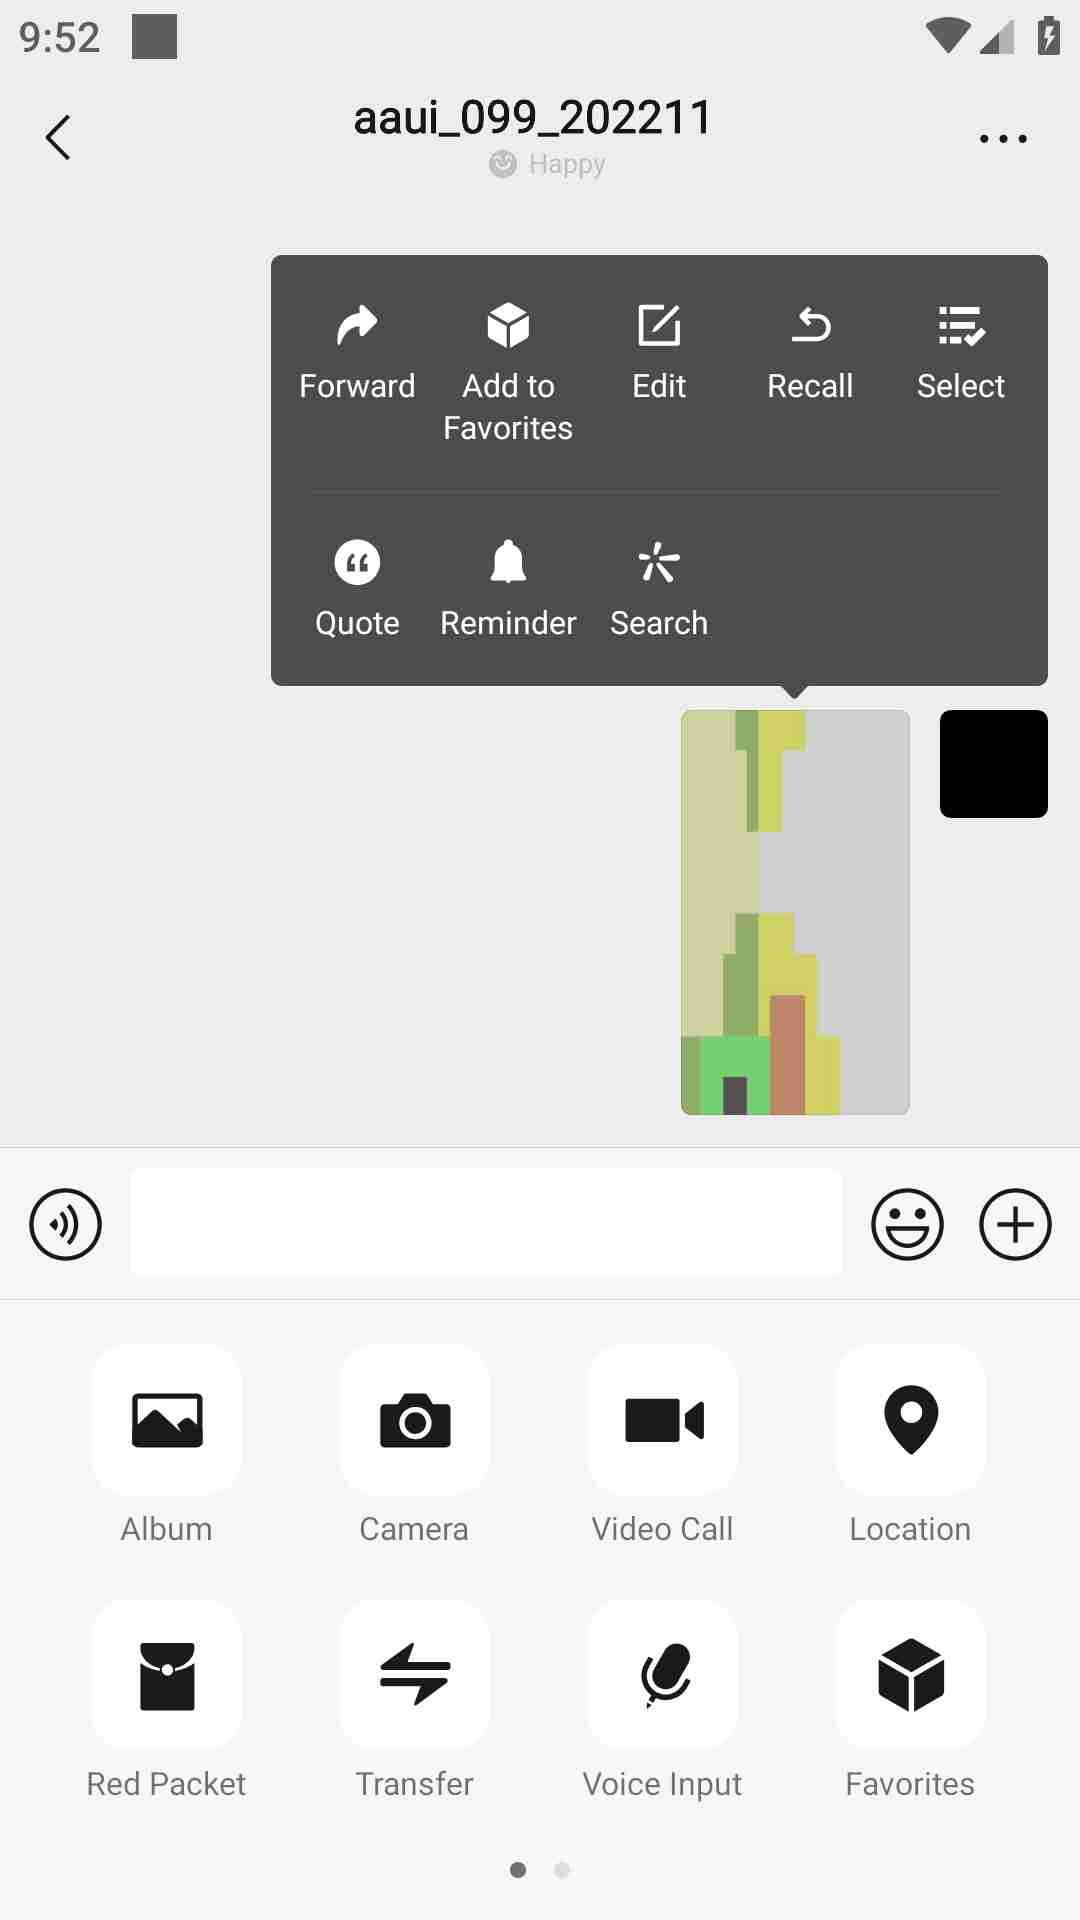 9:52
aaui_099_202211
Happy
Forward
Add to
Favorites
Edit
Recall
Select
Quote
Reminder
Search
Album
Camera
Video Call
Location
Red Packet
Transfer
Voice Input
Favorites